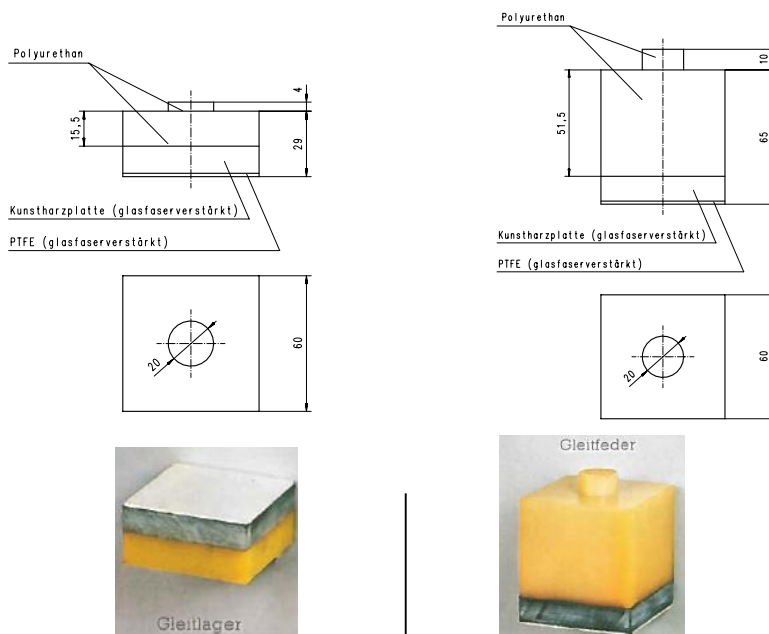 Polyurethan
4
15,5
29
Kunstharzplatte (glasfaserverstärkt)
PTFE (glasfaserverstärkt)
20
60
Gleitlager
Polyurethan
10
51,5
65
Kunstharzplatte (glasfaserverstärkt)
PTFE (glasfaserverstärkt)
20
60
Gleitfeder